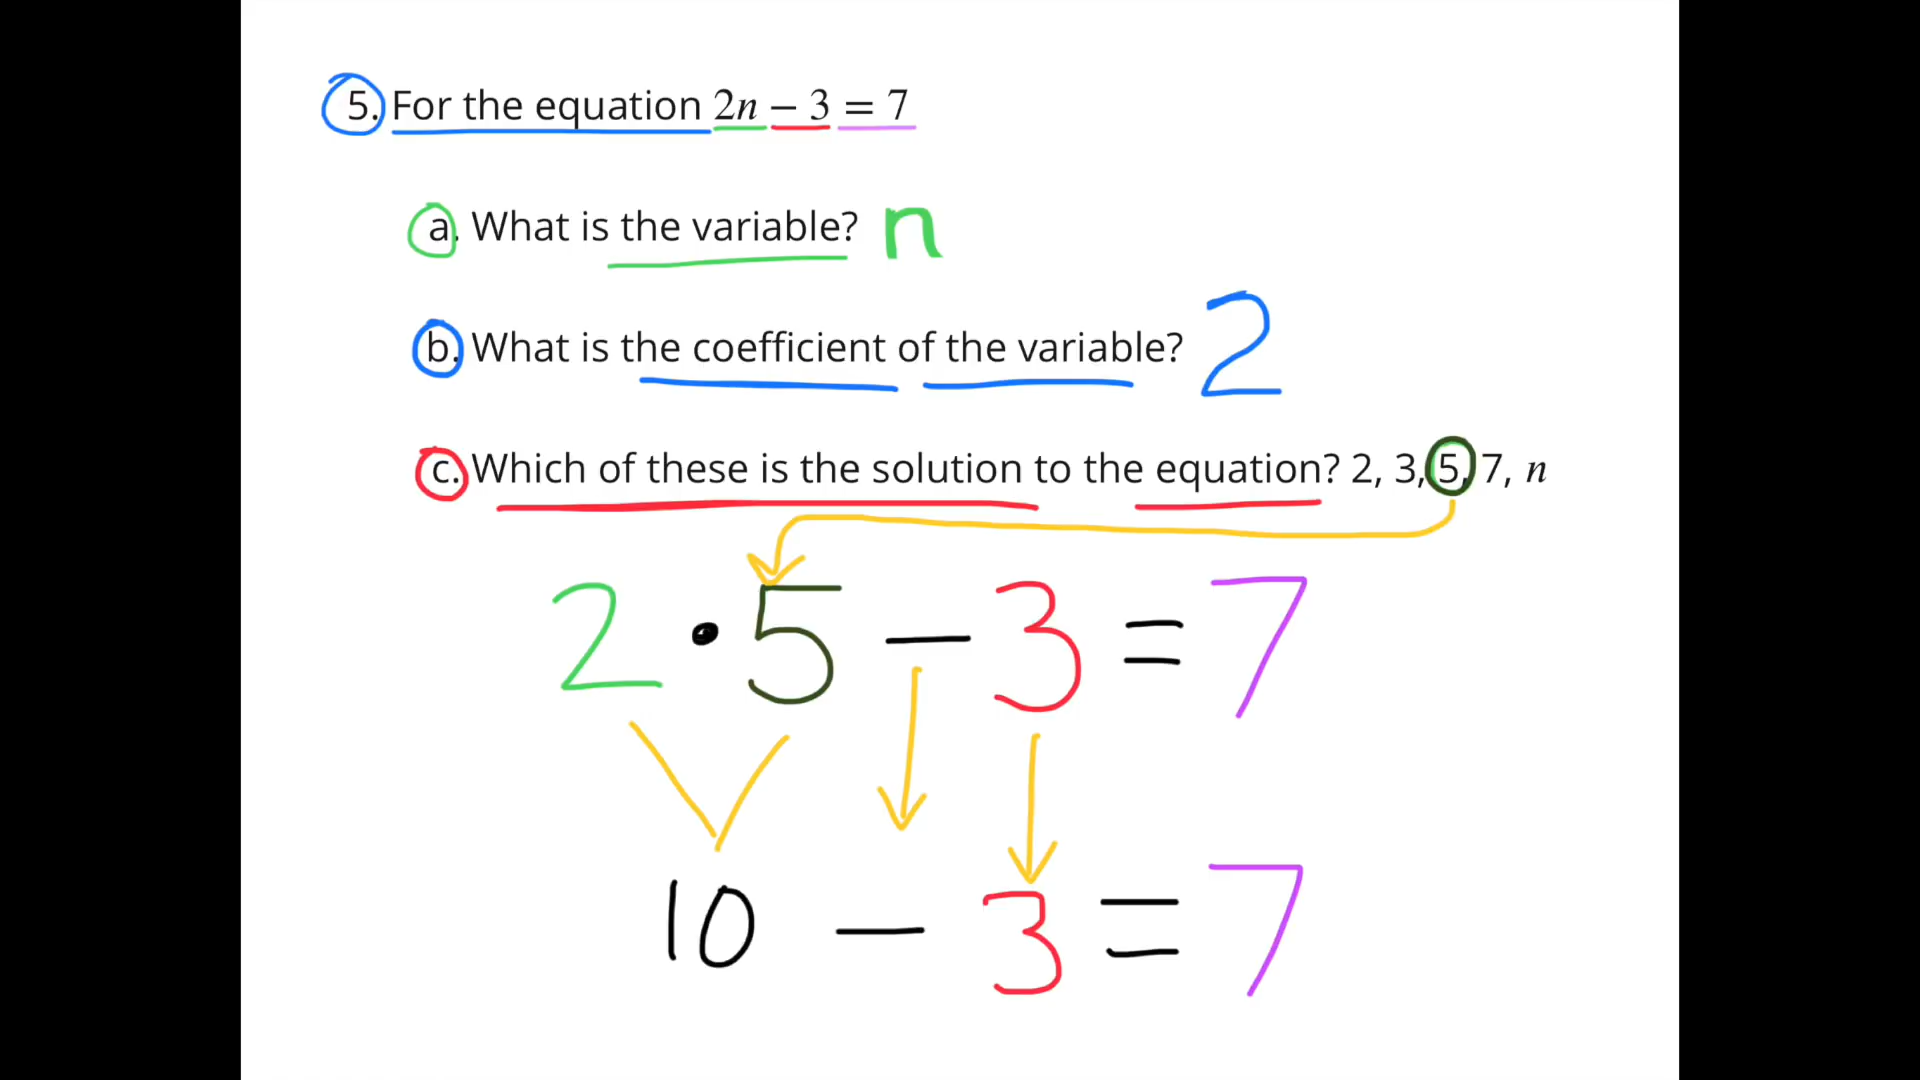 5. For the equation 2n − 3 = 7
a. What is the variable? n
b. What is the coefficient of the variable? 2
c. Which of these is the solution to the equation? 2, 3, 5, 7, n
2 · 5 − 3 = 7
10 − 3 = 7